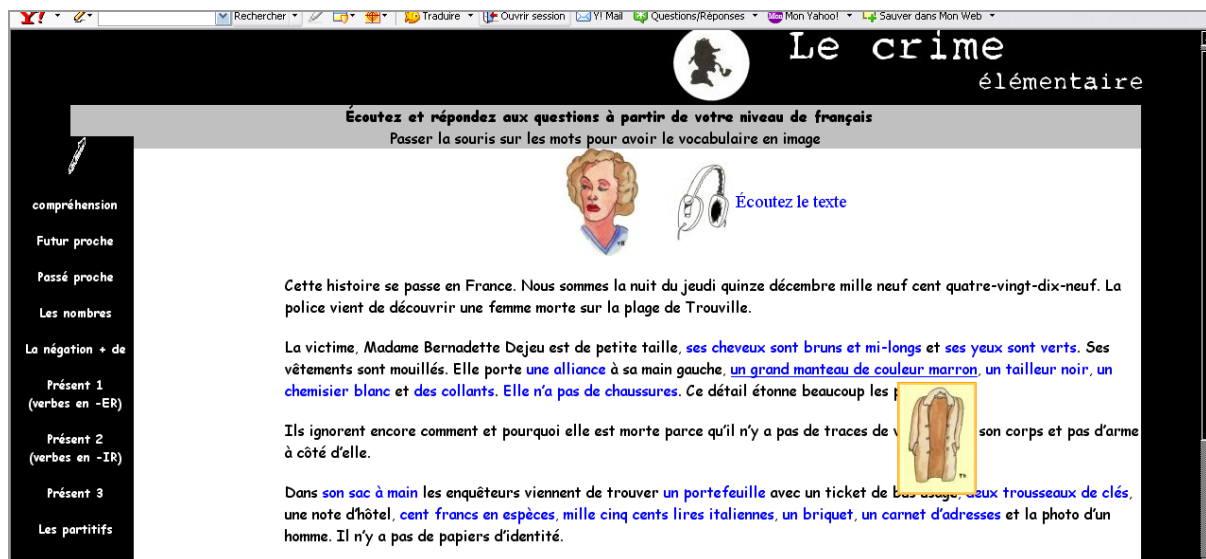 Y! Rechercher Traduire Ouvrir session Y! Mail Questions/Réponses Mon Mon Yahoo! Sauver dans Mon Web
Le crime
élémentaire
Écoutez et répondez aux questions à partir de votre niveau de français
Passer la souris sur les mots pour avoir le vocabulaire en image
Écoutez le texte
compréhension
Futur proche
Passé proche
Les nombres
La négation + de
Présent 1
(verbes en -ER)
Présent 2
(verbes en -IR)
Présent 3
Les partitifs
Cette histoire se passe en France. Nous sommes la nuit du jeudi quinze décembre mille neuf cent quatre-vingt-dix-neuf. La
police vient de découvrir une femme morte sur la plage de Trouville.
La victime, Madame Bernadette Dejeu est de petite taille, ses cheveux sont bruns et mi-longs et ses yeux sont verts. Ses
vêtements sont mouillés. Elle porte une alliance à sa main gauche, un grand manteau de couleur marron, un tailleur noir, un
chemisier blanc et des collants. Elle n'a pas de chaussures. Ce détail étonne beaucoup les
Ils ignorent encore comment et pourquoi elle est morte parce qu'il n'y a pas de traces de son corps et pas d'arme
à côté d'elle.
Dans son sac à main les enquêteurs viennent de trouver un portefeuille avec un ticket de bus usagé, deux trousseaux de clés,
une note d'hôtel, cent francs en espèces, mille cinq cents lires italiennes, un briquet, un carnet d'adresses et la photo d'un
homme. Il n'y a pas de papiers d'identité.